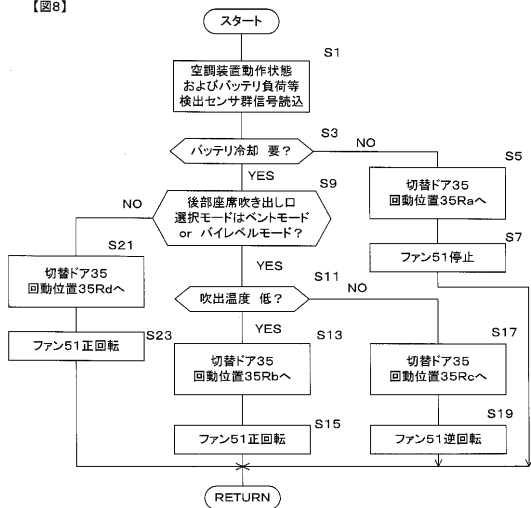 【図8】
スタート
S1
空調装置動作状態
およびバッテリ負荷等
検出センサ群信号読込
S3
バッテリ冷却 要？
NO
YES
S5
切替ドア35
回動位置35Raへ
S7
ファン51停止
S9
後部座席吹き出し口
選択モードはベントモード
or バイレベルモード？
NO
YES
S21
切替ドア35
回動位置35Rdへ
S23
ファン51正回転
S11
吹出温度 低？
NO
YES
S13
切替ドア35
回動位置35Rbへ
S15
ファン51正回転
S17
切替ドア35
回動位置35Rcへ
S19
ファン51逆回転
RETURN